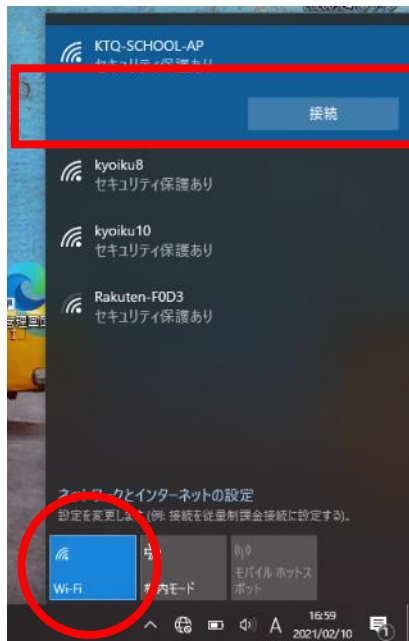 KTQ-SCHOOL-AP
セキュリティ保護あり
接続
kyoiku8
セキュリティ保護あり
kyoiku10
セキュリティ保護あり
Rakuten-F0D3
セキュリティ保護あり
ネットワークとインターネットの設定
設定を変更します (例: 接続を従量制課金接続に設定する)。
Wi-Fi
機内モード
モバイル ホットス
ポット
A
16:59
2021/02/10
1